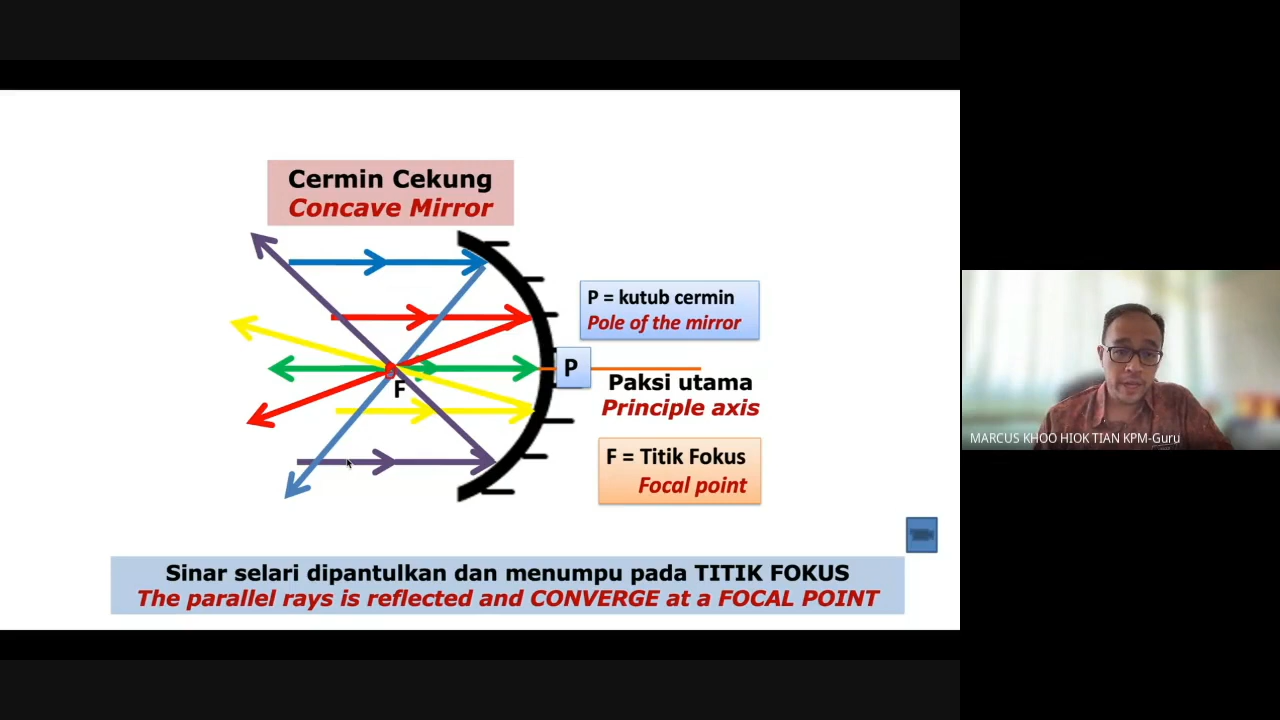 Cermin Cekung
Concave Mirror
P = kutub cermin
Pole of the mirror
P
F
Paksi utama
Principle axis
F = Titik Fokus
Focal point
Sinar selari dipantulkan dan menumpu pada TITIK FOKUS
The parallel rays is reflected and CONVERGE at a FOCAL POINT
MARCUS KHOO HIOK TIAN KPM-Guru